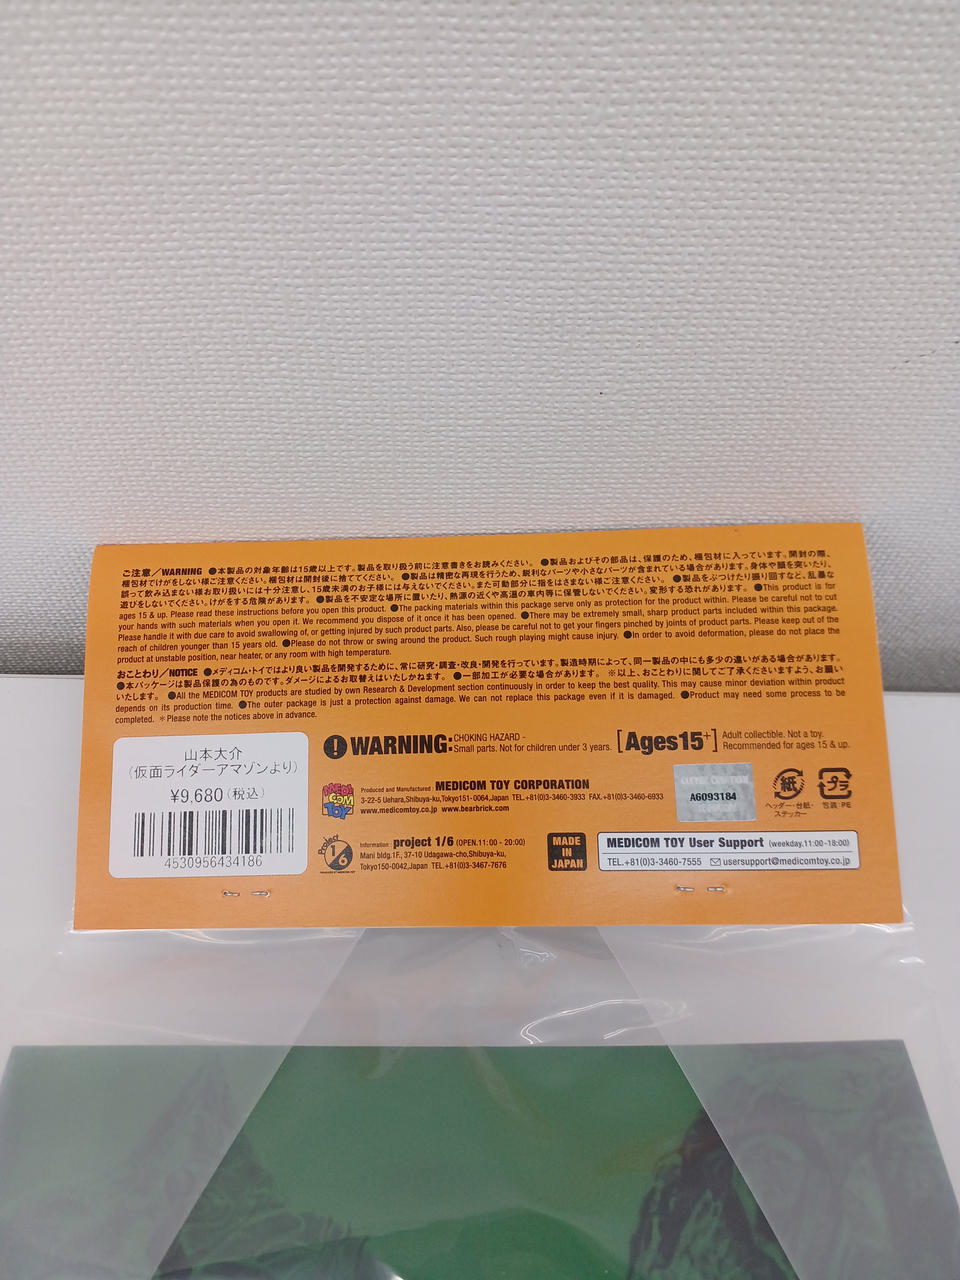 ご注意／WARNING ●本製品の対象年齢は15歳以上です。製品を取り扱う前に注意書きをお読みください。 ●製品およびその部品は、保護のため、梱包材に入っています。開封の際、
梱包材でけがをしない様ご注意ください。梱包材は開封後に捨ててください。 ●製品は精密な再現を行うため、鋭利なパーツや小さなパーツが含まれている場合があります。身体や顔を突いたり、
誤って飲み込まない様お取り扱いには十分注意し、15歳未満のお子様には与えないでください。また可動部分に指をはさまない様ご注意ください。 ●製品をぶつけたり振り回すなど、乱暴な
遊びをしないでください。けがをする危険があります。 ●製品を不安定な場所に置いたり、熱源の近くや高温の車内等に保管しないでください。変形する恐れがあります。 ●This product is for
ages 15 & up. Please read these instructions before you open this product. ●The packing materials within this package serve only as protection for the product within. Please be careful not to cut
your hands with such materials when you open it. We recommend you dispose of it once it has been opened. ●There may be extremely small, sharp product parts included within this package.
Please handle it with due care to avoid swallowing of, or getting injured by such product parts. Also, please be careful not to get your fingers pinched by joints of product parts. Please keep out of the
reach of children younger than 15 years old. ●Please do not throw or swing around the product. Such rough playing might cause injury. ●In order to avoid deformation, please do not place the
product at unstable position, near heater, or any room with high temperature.
おことわり／NOTICE ●メディコム・トイではより良い製品を開発するために、常に研究・調査・改良・開発を行っています。製造時期によって、同一製品の中にも多少の違いがある場合があります。
●本パッケージは製品保護の為のものです。ダメージによるお取替えはいたしかねます。 ●一部加工が必要な場合があります。 ※以上、おことわりに関してご了承くださいますよう、お願い
いたします。 ●All the MEDICOM TOY products are studied by own Research & Development section continuously in order to keep the best quality. This may cause minor deviation within product
depends on its production time. ●The outer package is just a protection against damage. We can not replace this package even if it is damaged. ●Product may need some process to be
completed. ＊Please note the notices above in advance.
山本大介
(仮面ライダーアマゾンより)
¥9,680(税込)
4530956434186
WARNING: CHOKING HAZARD -
Small parts. Not for children under 3 years.
[Ages15+]
Adult collectible. Not a toy.
Recommended for ages 15 & up.
MEDICOM TOY
Produced and Manufactured : MEDICOM TOY CORPORATION
3-22-5 Uehara,Shibuya-ku,Tokyo151-0064,Japan TEL.+81(0)3-3460-3933 FAX.+81(0)3-3460-6933
www.medicomtoy.co.jp www.bearbrick.com
A6093184
紙
ヘッダー・台紙・
ステッカー
プラ
包装:PE
Project 1/6
Information : project 1/6 (OPEN.11:00 - 20:00)
Mani bldg.1F., 37-10 Udagawa-cho,Shibuya-ku,
Tokyo150-0042,Japan TEL.+81(0)3-3467-7676
MADE
IN
JAPAN
MEDICOM TOY User Support (weekday.11:00-18:00)
TEL.+81(0)3-3460-7555 usersupport@medicomtoy.co.jp